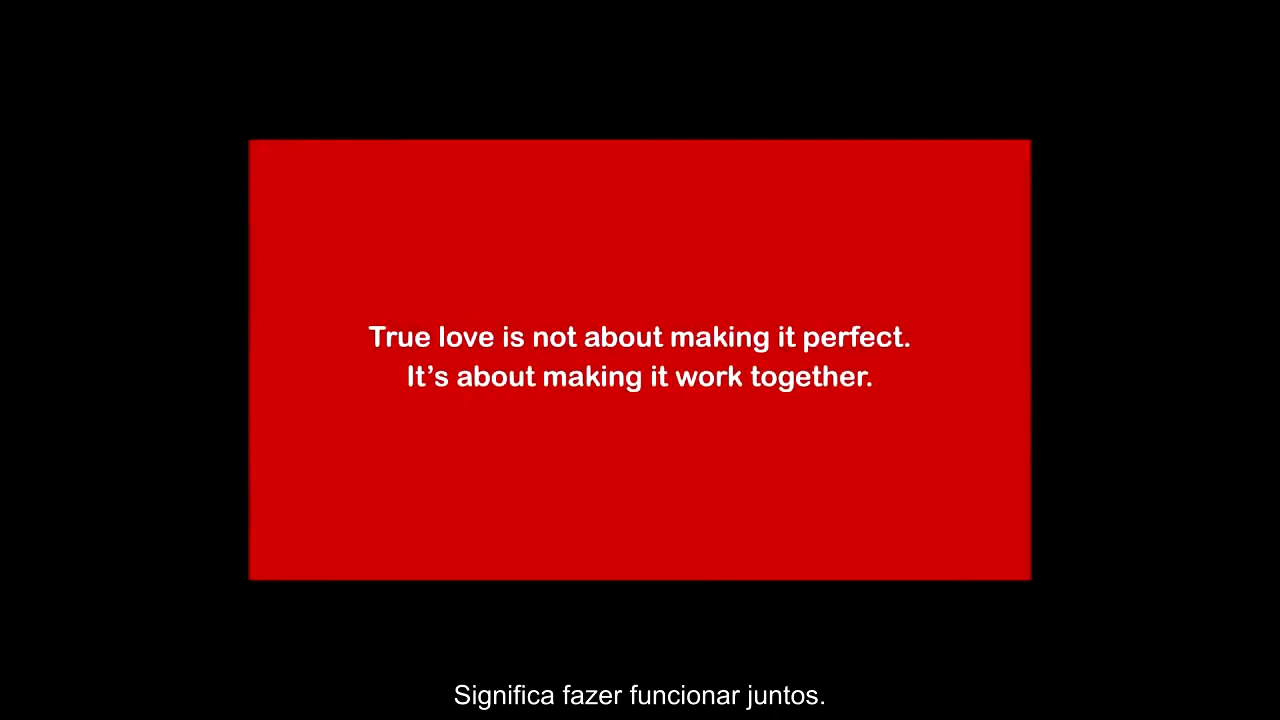 True love is not about making it perfect.
It’s about making it work together.
Significa fazer funcionar juntos.